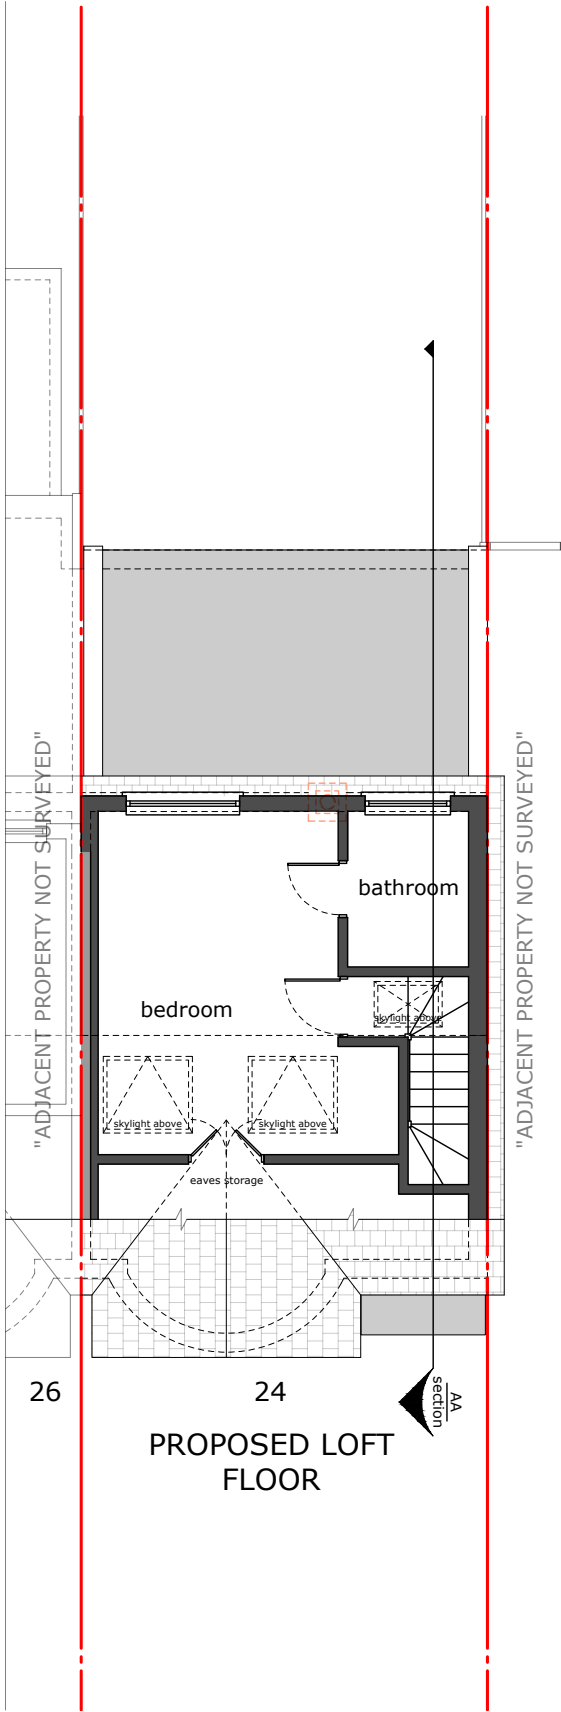 "ADJACENT PROPERTY NOT SURVEYED"
"ADJACENT PROPERTY NOT SURVEYED"
bathroom
bedroom
skylight above
skylight above
skylight above
eaves storage
26
24
AA
section
PROPOSED LOFT
FLOOR